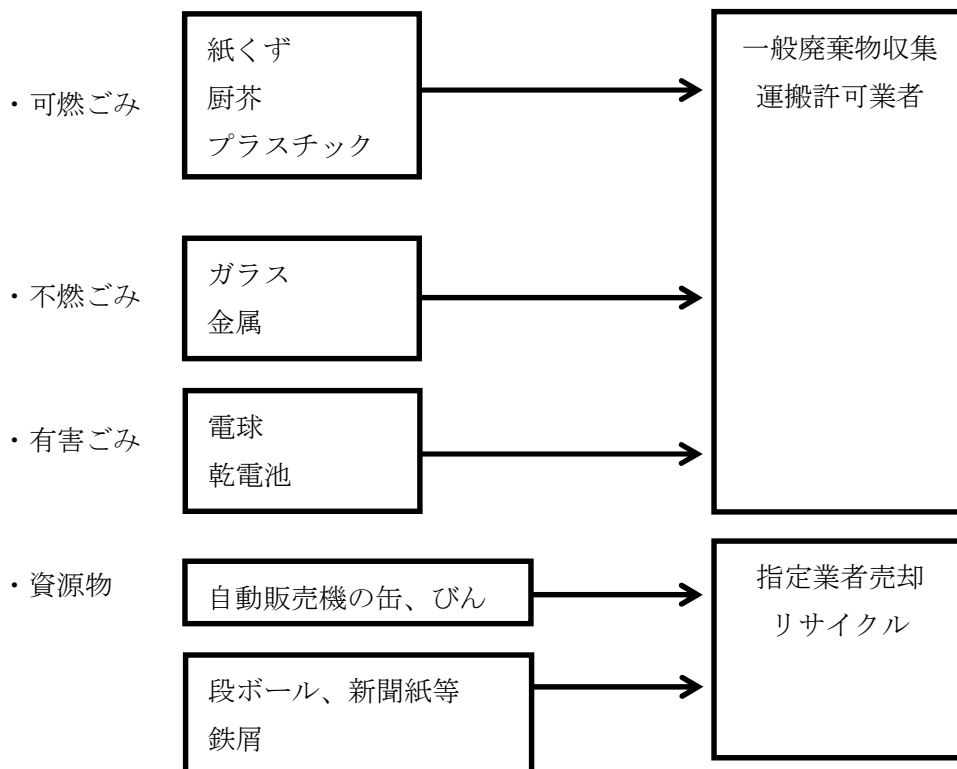 ・可燃ごみ
紙くず
厨芥
プラスチック
一般廃棄物収集
運搬許可業者
・不燃ごみ
ガラス
金属
・有害ごみ
電球
乾電池
・資源物
自動販売機の缶、びん
段ボール、新聞紙等
鉄屑
指定業者売却
リサイクル